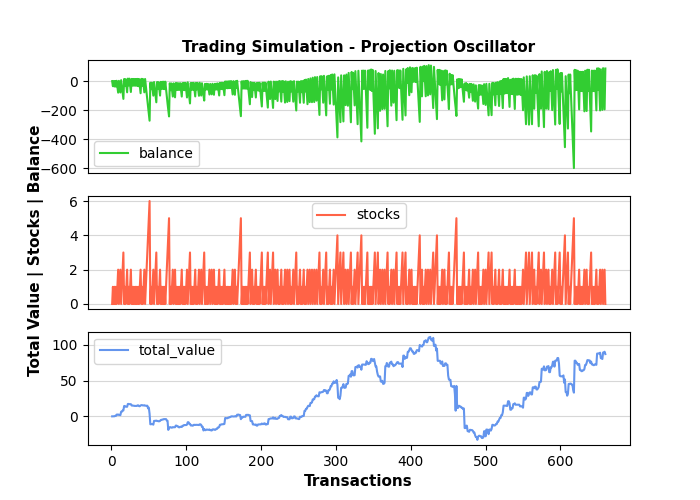 Trading Simulation - Projection Oscillator
Total Value | Stocks | Balance
0
−200
−400
−600
balance
6
4
2
0
stocks
100
50
0
total_value
0 100 200 300 400 500 600
Transactions